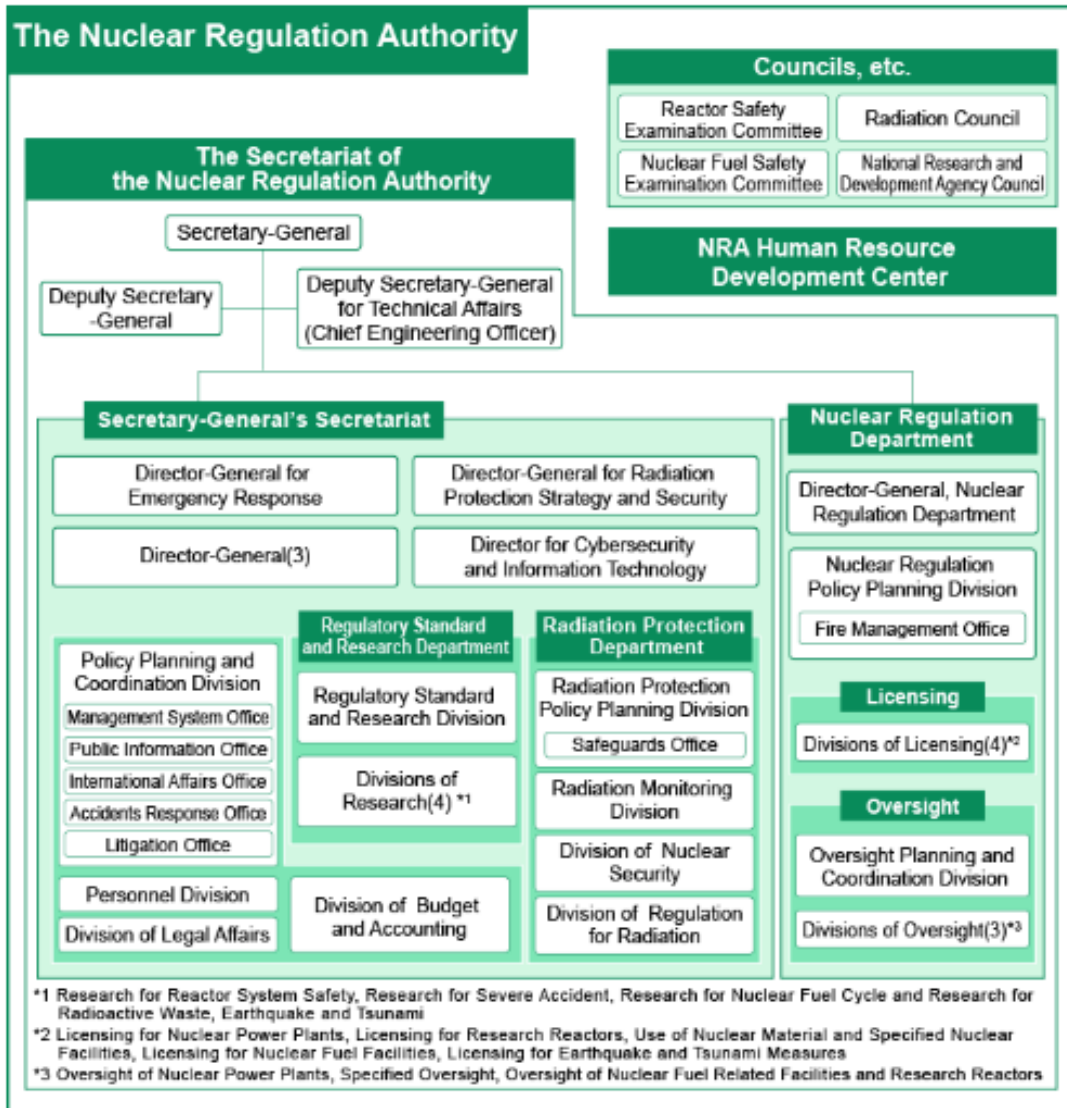 The Nuclear Regulation Authority
Councils, etc.
Reactor Safety
Examination Committee
Radiation Council
Nuclear Fuel Safety
Examination Committee
National Research and
Development Agency Council
NRA Human Resource
Development Center
The Secretariat of
the Nuclear Regulation Authority
Secretary-General
Deputy Secretary
-General
Deputy Secretary-General
for Technical Affairs
(Chief Engineering Officer)
Secretary-General's Secretariat
Director-General for
Emergency Response
Director-General for Radiation
Protection Strategy and Security
Director-General(3)
Director for Cybersecurity
and Information Technology
Policy Planning and
Coordination Division
Management System Office
Public Information Office
International Affairs Office
Accidents Response Office
Litigation Office
Personnel Division
Division of Legal Affairs
Regulatory Standard
and Research Department
Regulatory Standard
and Research Division
Divisions of
Research(4) *1
Division of Budget
and Accounting
Radiation Protection
Department
Radiation Protection
Policy Planning Division
Safeguards Office
Radiation Monitoring
Division
Division of Nuclear
Security
Division of Regulation
for Radiation
Nuclear Regulation
Department
Director-General, Nuclear
Regulation Department
Nuclear Regulation
Policy Planning Division
Fire Management Office
Licensing
Divisions of Licensing(4)*2
Oversight
Oversight Planning and
Coordination Division
Divisions of Oversight(3)*3
*1 Research for Reactor System Safety, Research for Severe Accident, Research for Nuclear Fuel Cycle and Research for
Radioactive Waste, Earthquake and Tsunami
*2 Licensing for Nuclear Power Plants, Licensing for Research Reactors, Use of Nuclear Material and Specified Nuclear
Facilities, Licensing for Nuclear Fuel Facilities, Licensing for Earthquake and Tsunami Measures
*3 Oversight of Nuclear Power Plants, Specified Oversight, Oversight of Nuclear Fuel Related Facilities and Research Reactors